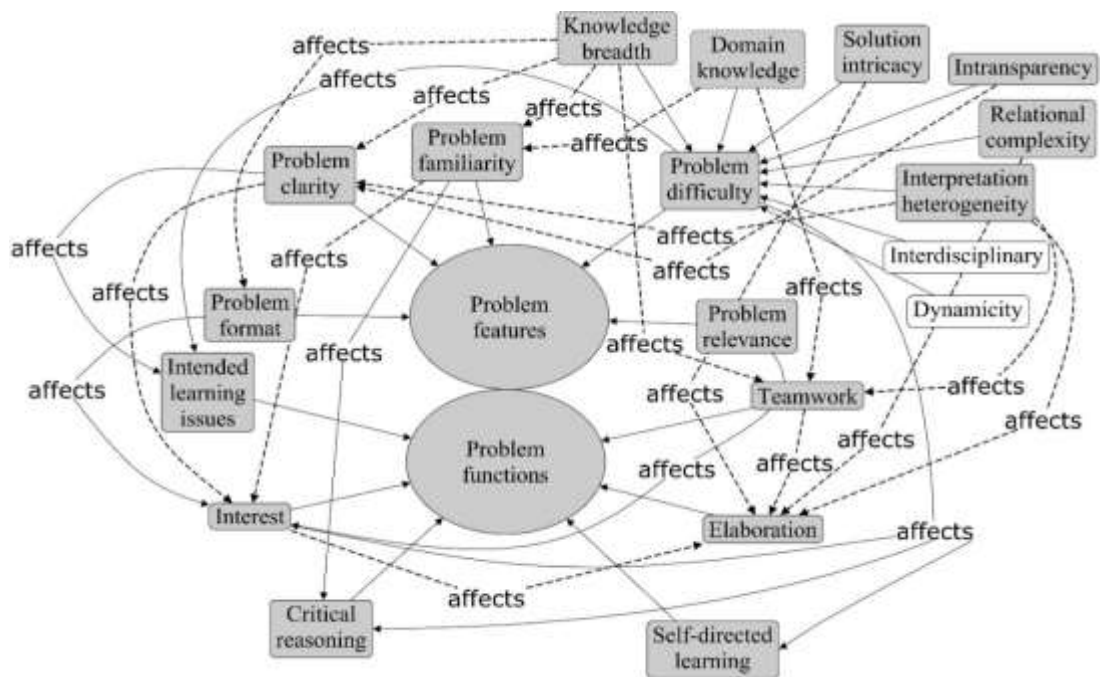 Knowledge
breadth
affects
Domain
knowledge
Solution
intricacy
Intransparency
affects
affects
affects
Relational
complexity
Problem
familiarity
affects
Problem
clarity
Problem
difficulty
Interpretation
heterogeneity
affects
affects
affects
affects
Interdisciplinary
affects
affects
Problem
features
Problem
format
Problem
relevance
Dynamicity
affects
affects
Intended
learning
issues
affects
affects
Teamwork
affects
affects
affects
Problem
functions
affects
affects
Interest
Elaboration
affects
affects
Critical
reasoning
Self-directed
learning